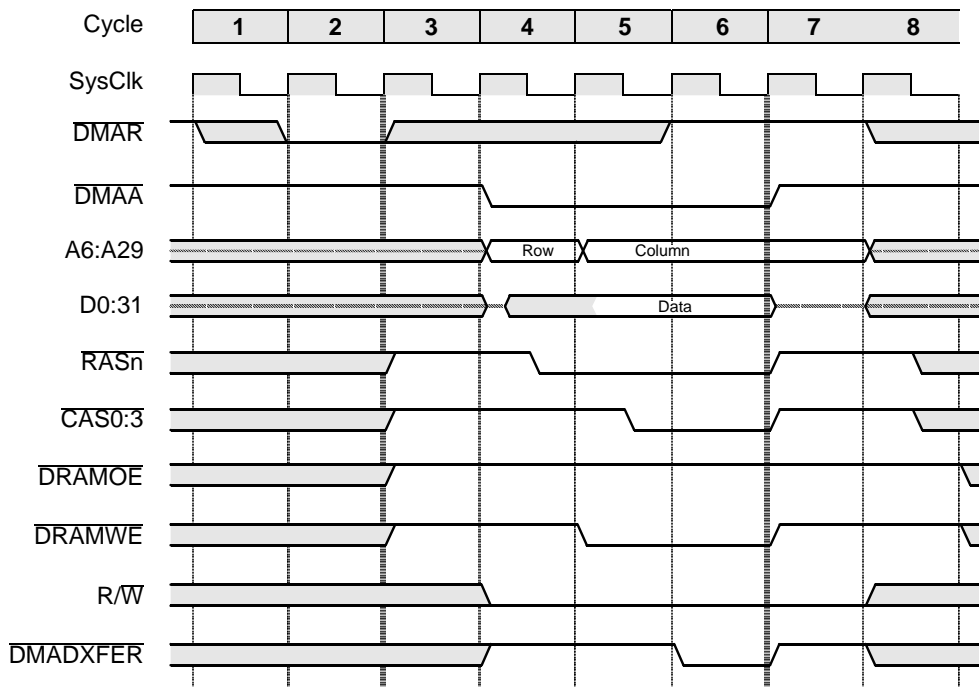 Cycle 1 2 3 4 5 6 7 8
SysClk
DMAR
DMAA
A6:A29 Row Column
D0:31 Data
RASn
CAS0:3
DRAMOE
DRAMWE
R/W
DMADXFER